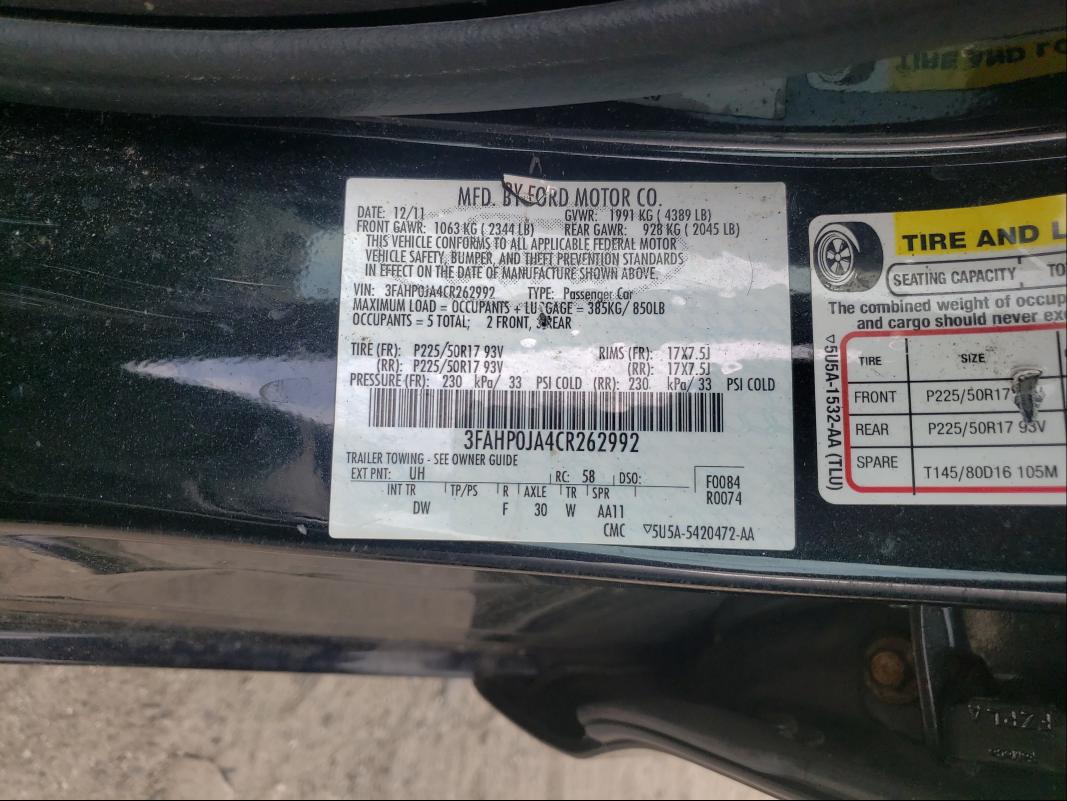 MFD. BY FORD MOTOR CO.
DATE: 12/11 GVWR: 1991 KG ( 4389 LB)
FRONT GAWR: 1063 KG ( 2344 LB) REAR GAWR: 928 KG ( 2045 LB)
THIS VEHICLE CONFORMS TO ALL APPLICABLE FEDERAL MOTOR
VEHICLE SAFETY, BUMPER, AND THEFT PREVENTION STANDARDS
IN EFFECT ON THE DATE OF MANUFACTURE SHOWN ABOVE.
VIN: 3FAHP0JA4CR262992 TYPE: Passenger Car
MAXIMUM LOAD = OCCUPANTS + LUGGAGE = 385KG/ 850LB
OCCUPANTS = 5 TOTAL; 2 FRONT, 3 REAR
TIRE (FR): P225/50R17 93V RIMS (FR): 17X7.5J
(RR): P225/50R17 93V (RR): 17X7.5J
PRESSURE (FR): 230 kPa/ 33 PSI COLD (RR): 230 kPa/ 33 PSI COLD
3FAHP0JA4CR262992
TRAILER TOWING - SEE OWNER GUIDE
EXT PNT: UH RC: 58 DSO: F0084
R0074
INT TR TP/PS R AXLE TR SPR
DW F 30 W AA11
CMC ▽5U5A-5420472-AA
TIRE AND L
SEATING CAPACITY TO
The combined weight of occup
and cargo should never exc
TIRE SIZE
FRONT P225/50R17
REAR P225/50R17 93V
SPARE T145/80D16 105M
▽5U5A-1532-AA (TLU)
TIRE AND LO